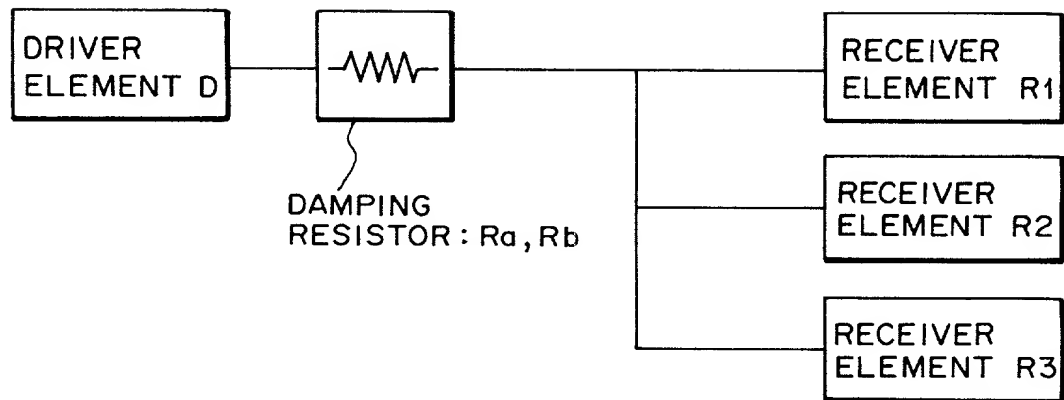 DRIVER
ELEMENT D
DAMPING
RESISTOR : Ra, Rb
RECEIVER
ELEMENT R1
RECEIVER
ELEMENT R2
RECEIVER
ELEMENT R3